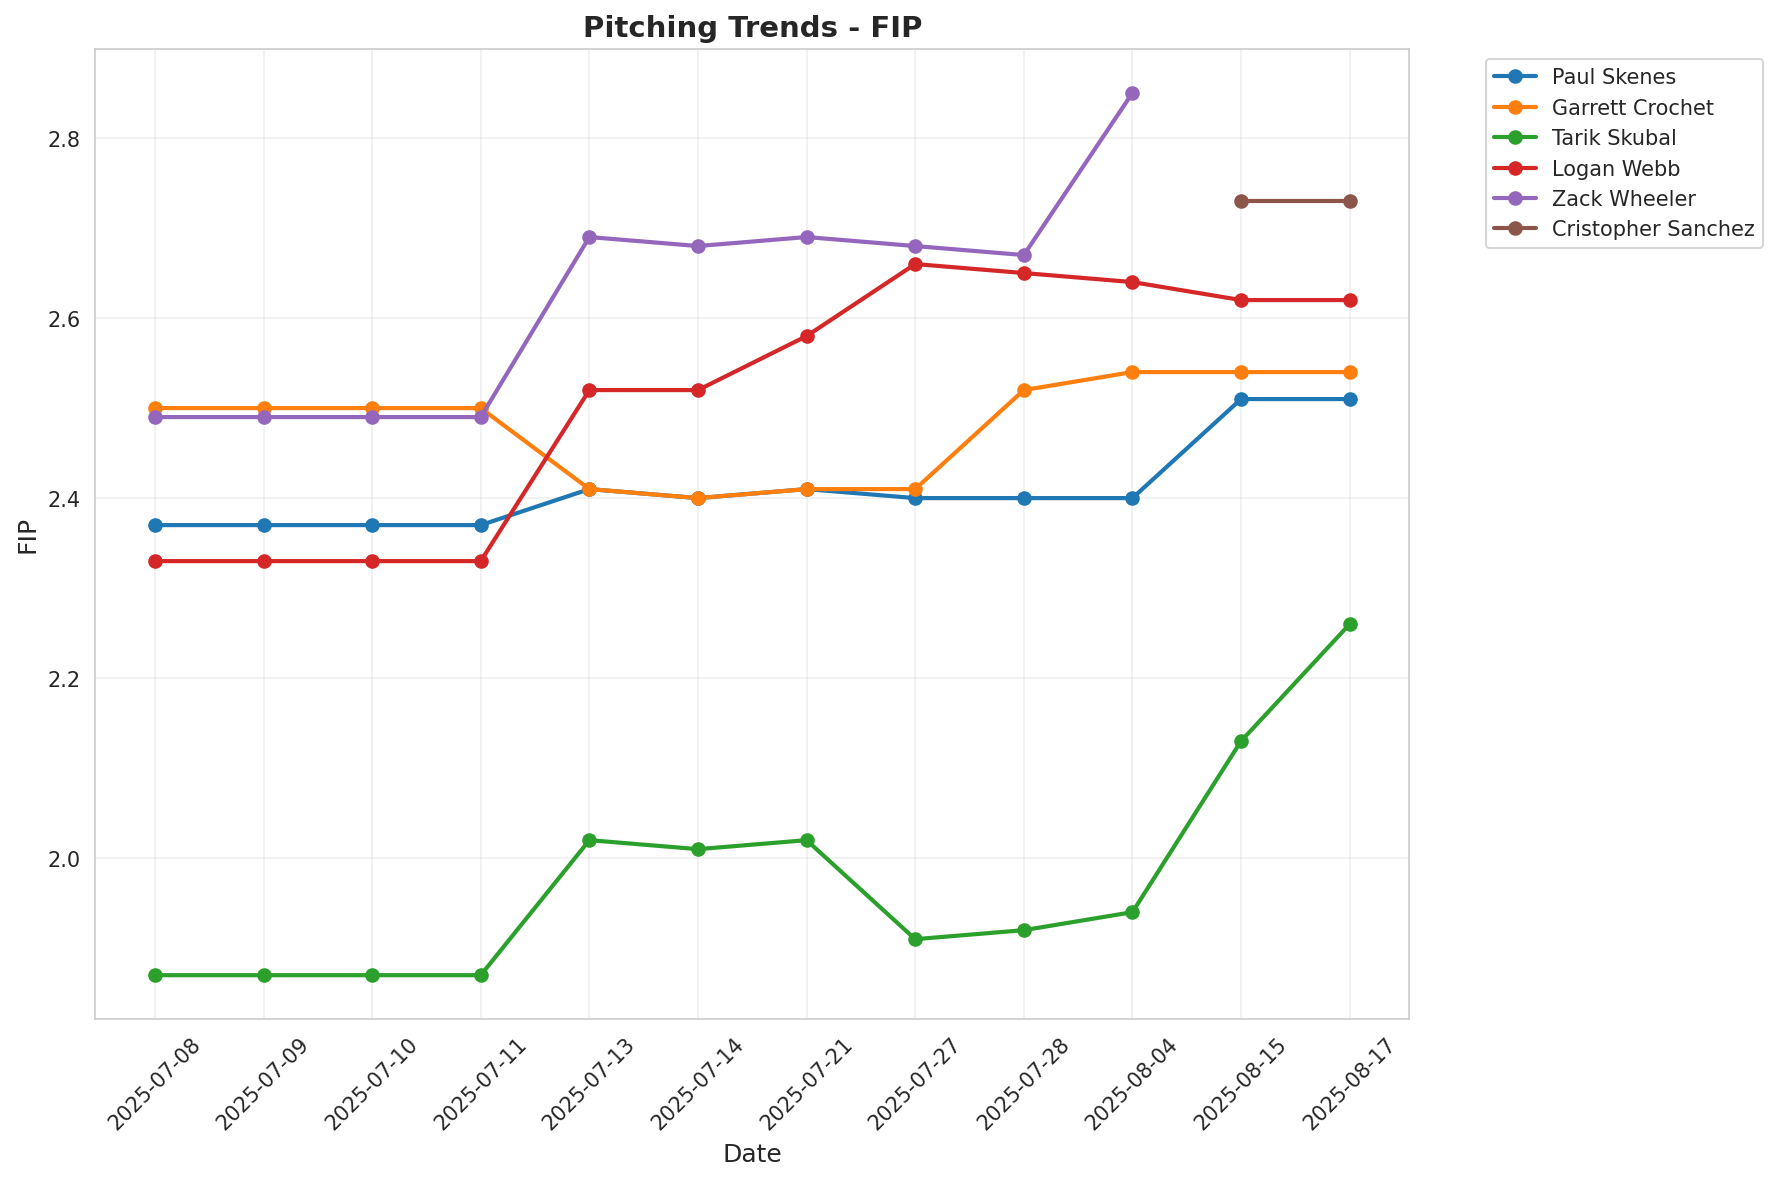 Pitching Trends - FIP
Paul Skenes
Garrett Crochet
Tarik Skubal
Logan Webb
Zack Wheeler
Cristopher Sanchez
FIP
2.8
2.6
2.4
2.2
2.0
2025-07-08
2025-07-09
2025-07-10
2025-07-11
2025-07-13
2025-07-14
2025-07-21
2025-07-27
2025-07-28
2025-08-04
2025-08-15
2025-08-17
Date